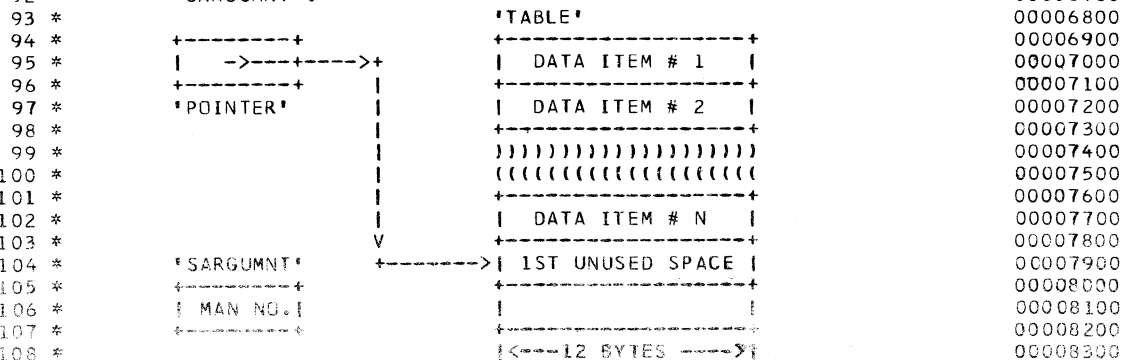 93 * 'TABLE' 00006800
94 * +---------+ +-----------------------+ 00006900
95 * | ->---+---->+ | DATA ITEM # 1 | 00007000
96 * +---------+ | +-----------------------+ 00007100
97 * 'POINTER' | | DATA ITEM # 2 | 00007200
98 * | +-----------------------+ 00007300
99 * | )))))))))))))))))))) 00007400
100 * | (((((((((((((((((((( 00007500
101 * | +-----------------------+ 00007600
102 * | | DATA ITEM # N | 00007700
103 * V +-----------------------+ 00007800
104 * 'SARGUMNT' +------->| 1ST UNUSED SPACE | 00007900
105 * +---------+ +-----------------------+ 00008000
106 * | MAN NO.| | | 00008100
107 * +---------+ +-----------------------+ 00008200
108 * |<---12 BYTES ---->| 00008300